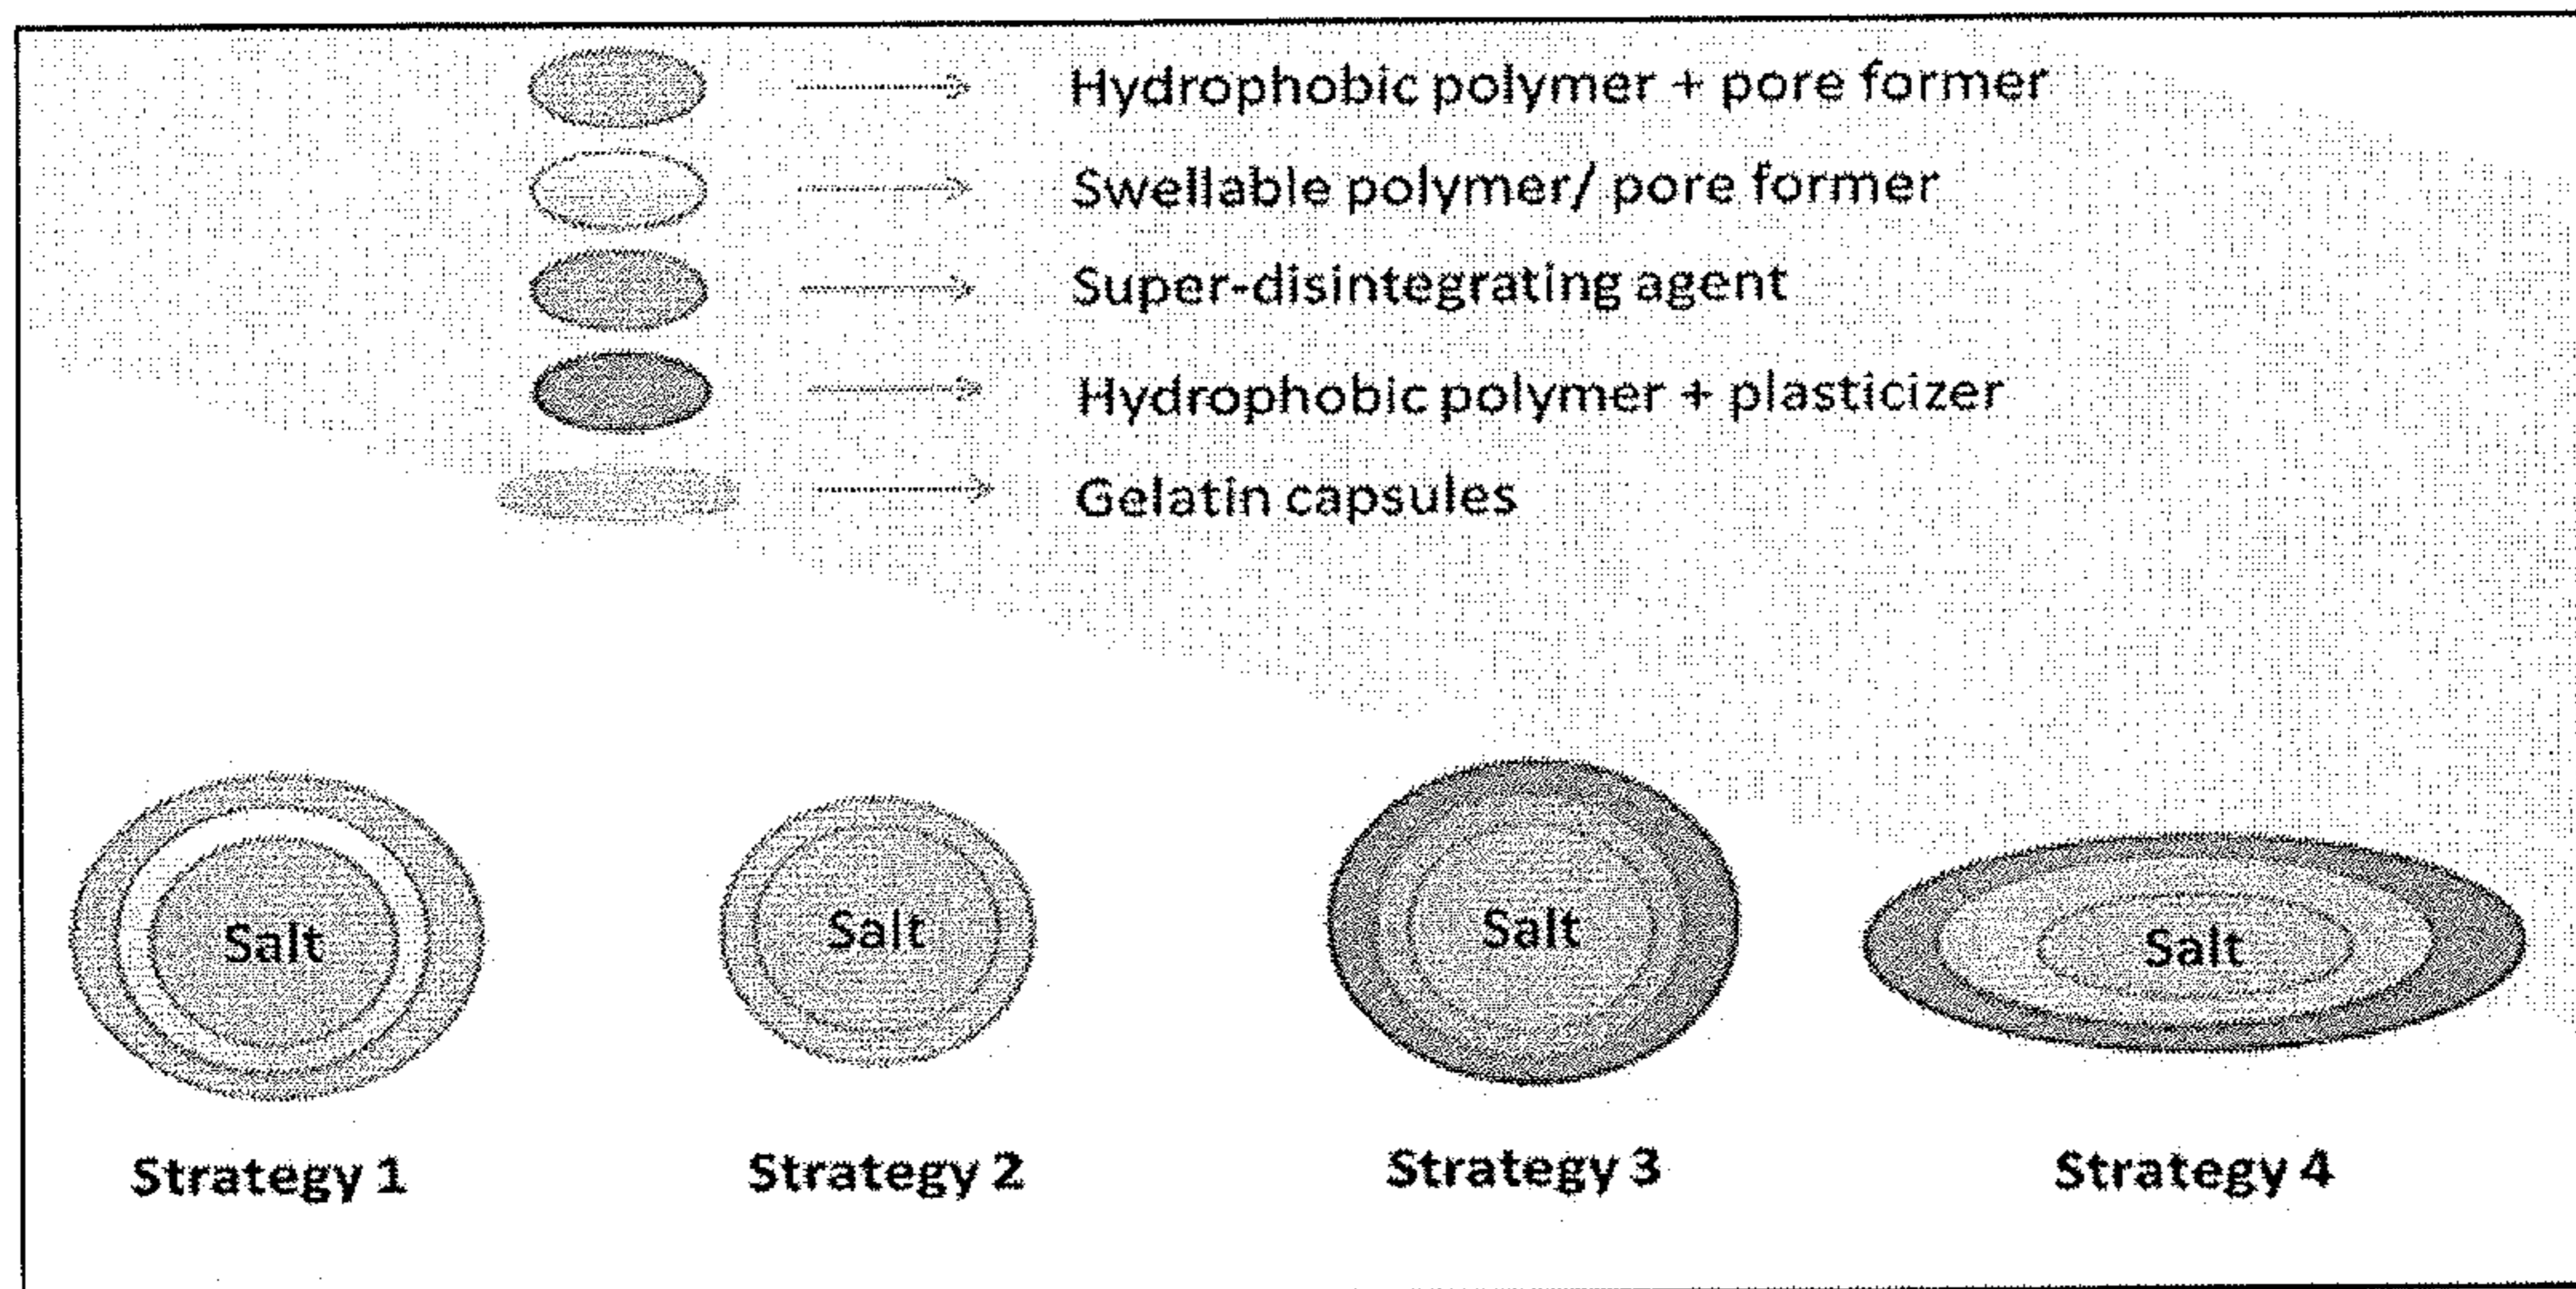 Hydrophobic polymer + pore former
Swellable polymer/ pore former
Super-disintegrating agent
Hydrophobic polymer + plasticizer
Gelatin capsules
Salt
Salt
Salt
Salt
Strategy 1
Strategy 2
Strategy 3
Strategy 4